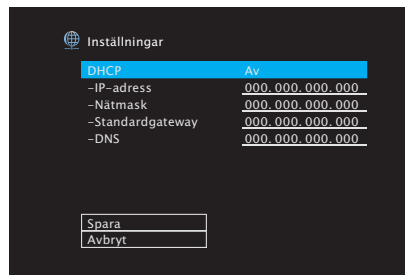 Inställningar
DHCP Av
-IP-adress 000.000.000.000
-Nätmask 000.000.000.000
-Standardgateway 000.000.000.000
-DNS 000.000.000.000
Spara
Avbryt